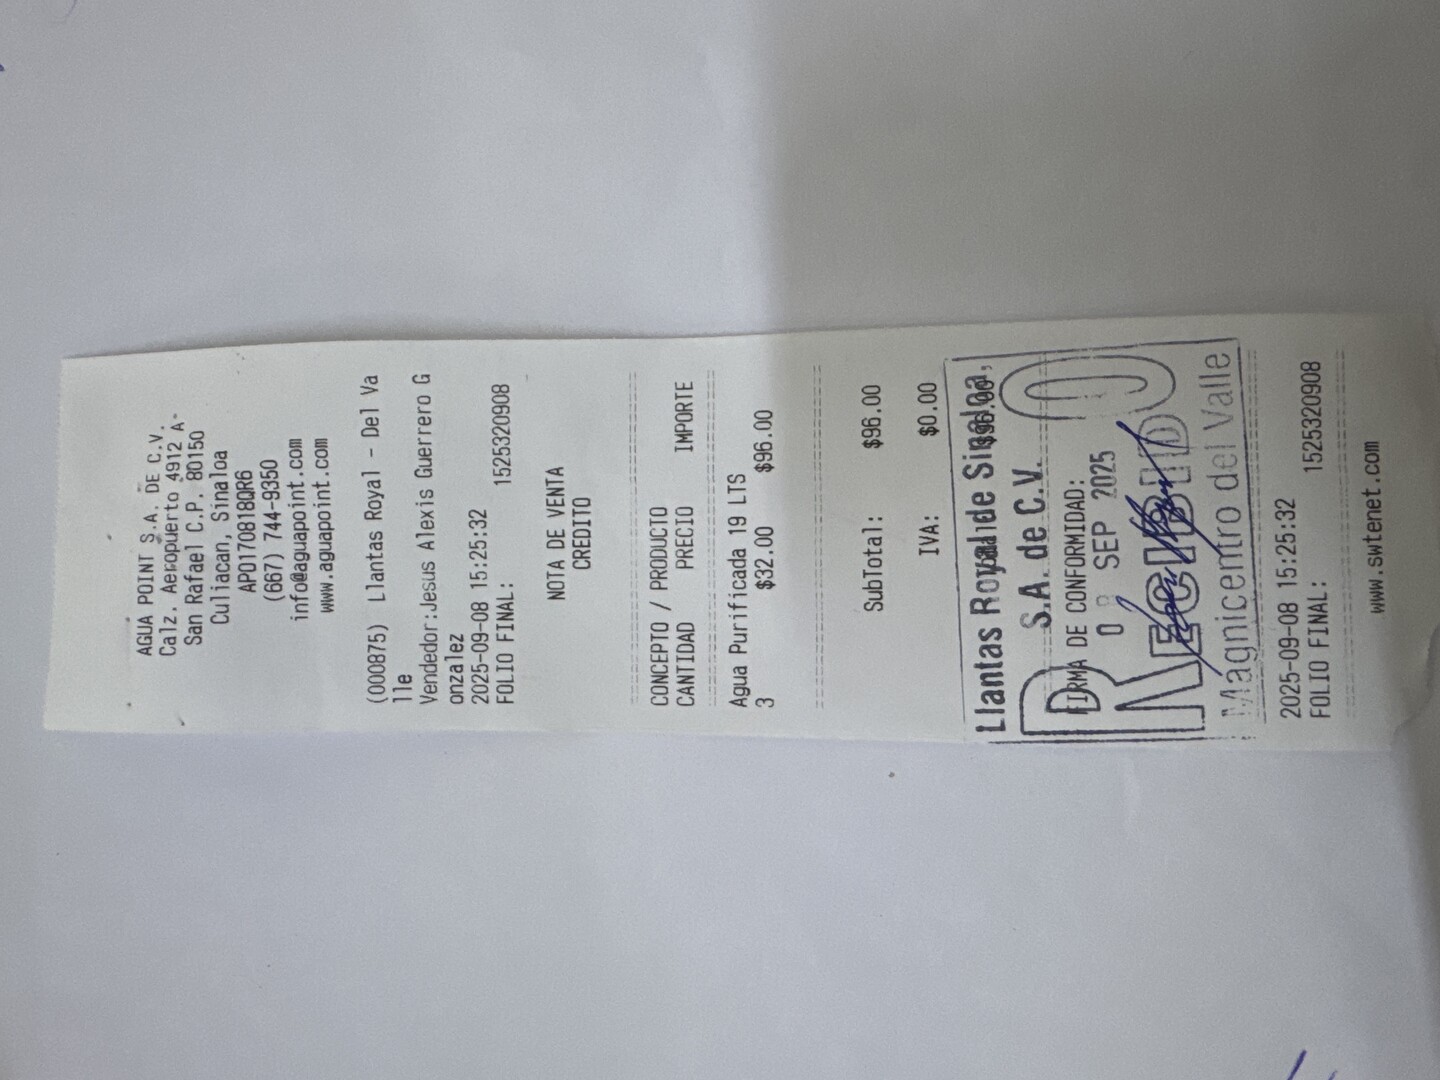 AGUA POINT S.A. DE C.V.
Calz. Aeropuerto 4912 A-
San Rafael C.P. 80150
Culiacan, Sinaloa
APO170818QR6
(667) 744-9350
info@aguapoint.com
www.aguapoint.com
(000875) Llantas Royal - Del Va
lle
Vendedor:Jesus Alexis Guerrero G
onzalez
2025-09-08 15:25:32
FOLIO FINAL: 1525320908
NOTA DE VENTA
CREDITO
CONCEPTO / PRODUCTO
CANTIDAD PRECIO IMPORTE
Agua Purificada 19 LTS
3 $32.00 $96.00
SubTotal: $96.00
IVA: $0.00
$96.00
Llantas Royal de Sinaloa,
S.A. de C.V.
FIRMA DE CONFORMIDAD:
SEP 2025
RECIBIDO
Magnicentro del Valle
2025-09-08 15:25:32
FOLIO FINAL: 1525320908
www.swtenet.com